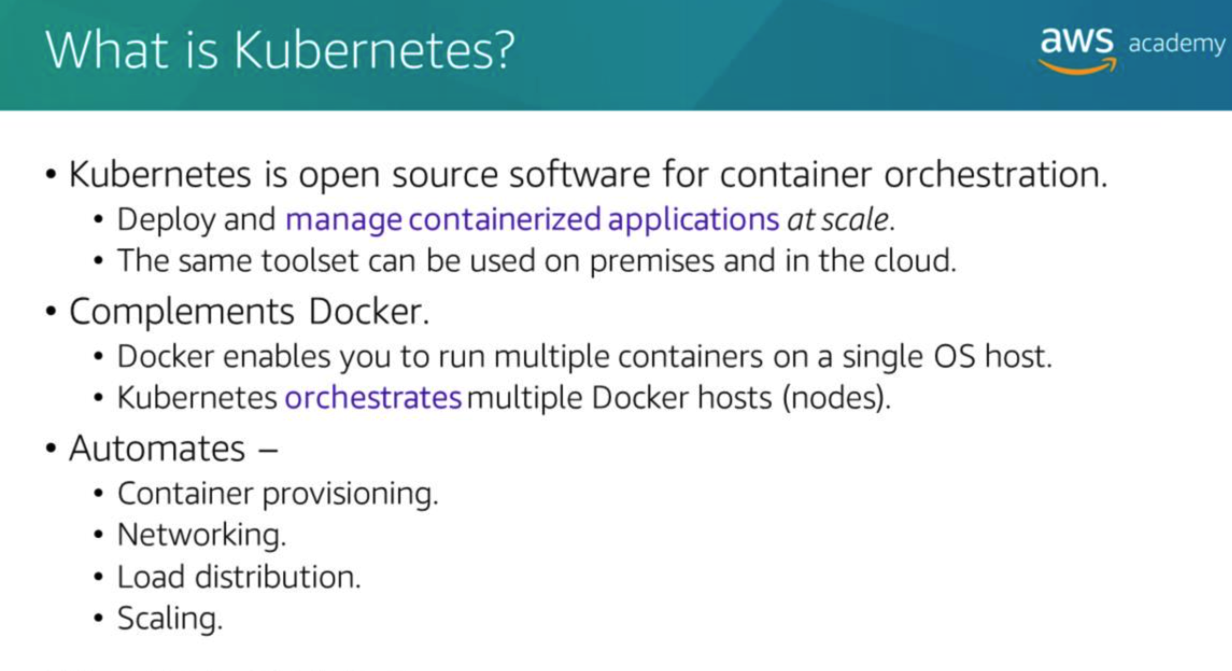 What is Kubernetes?
aws academy
• Kubernetes is open source software for container orchestration.
• Deploy and manage containerized applications at scale.
• The same toolset can be used on premises and in the cloud.
• Complements Docker.
• Docker enables you to run multiple containers on a single OS host.
• Kubernetes orchestrates multiple Docker hosts (nodes).
• Automates –
• Container provisioning.
• Networking.
• Load distribution.
• Scaling.